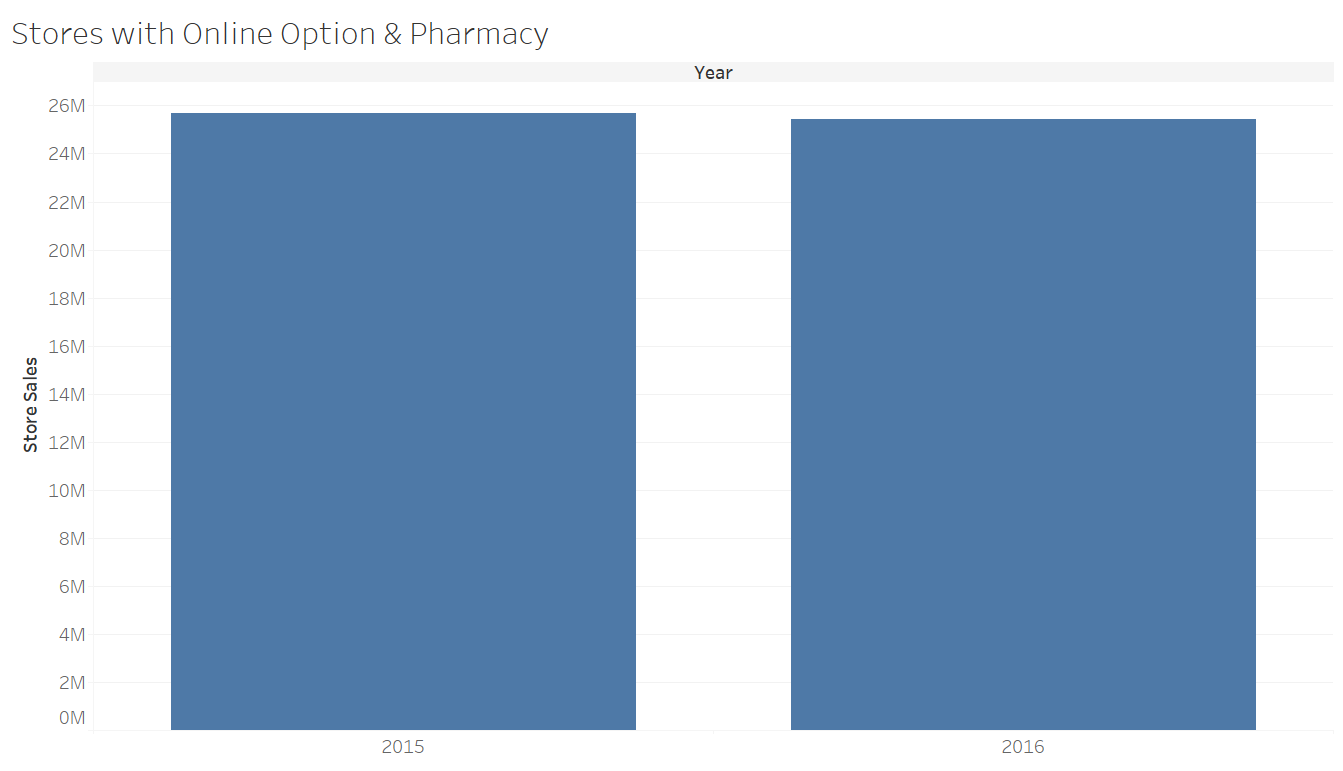 Stores with Online Option & Pharmacy
Year
26M
24M
22M
20M
18M
16M
14M
12M
10M
8M
6M
4M
2M
0M
Store Sales
2015
2016